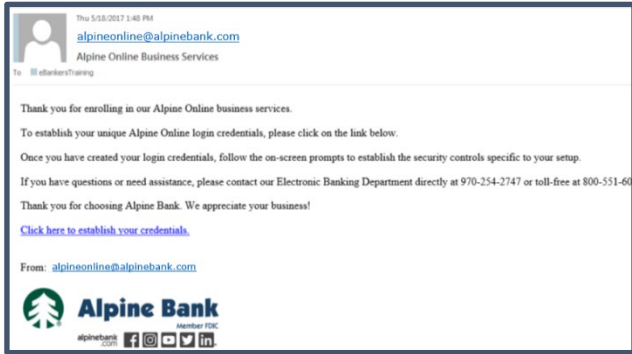 Thu 5/18/2017 1:48 PM
alpineonline@alpinebank.com
Alpine Online Business Services
To eBankersTraining
Thank you for enrolling in our Alpine Online business services.
To establish your unique Alpine Online login credentials, please click on the link below.
Once you have created your login credentials, follow the on-screen prompts to establish the security controls specific to your setup.
If you have questions or need assistance, please contact our Electronic Banking Department directly at 970-254-2747 or toll-free at 800-551-60
Thank you for choosing Alpine Bank. We appreciate your business!
Click here to establish your credentials.
From: alpineonline@alpinebank.com
Alpine Bank
Member FDIC
alpinebank
.com